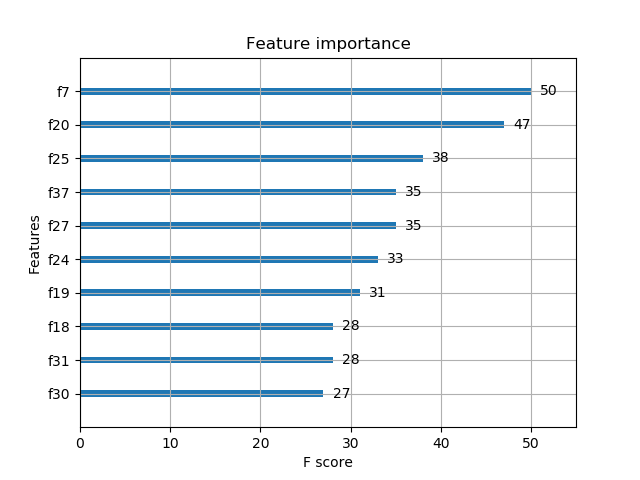 Feature importance
Features
f7 50
f20 47
f25 38
f37 35
f27 35
f24 33
f19 31
f18 28
f31 28
f30 27
0 10 20 30 40 50
F score